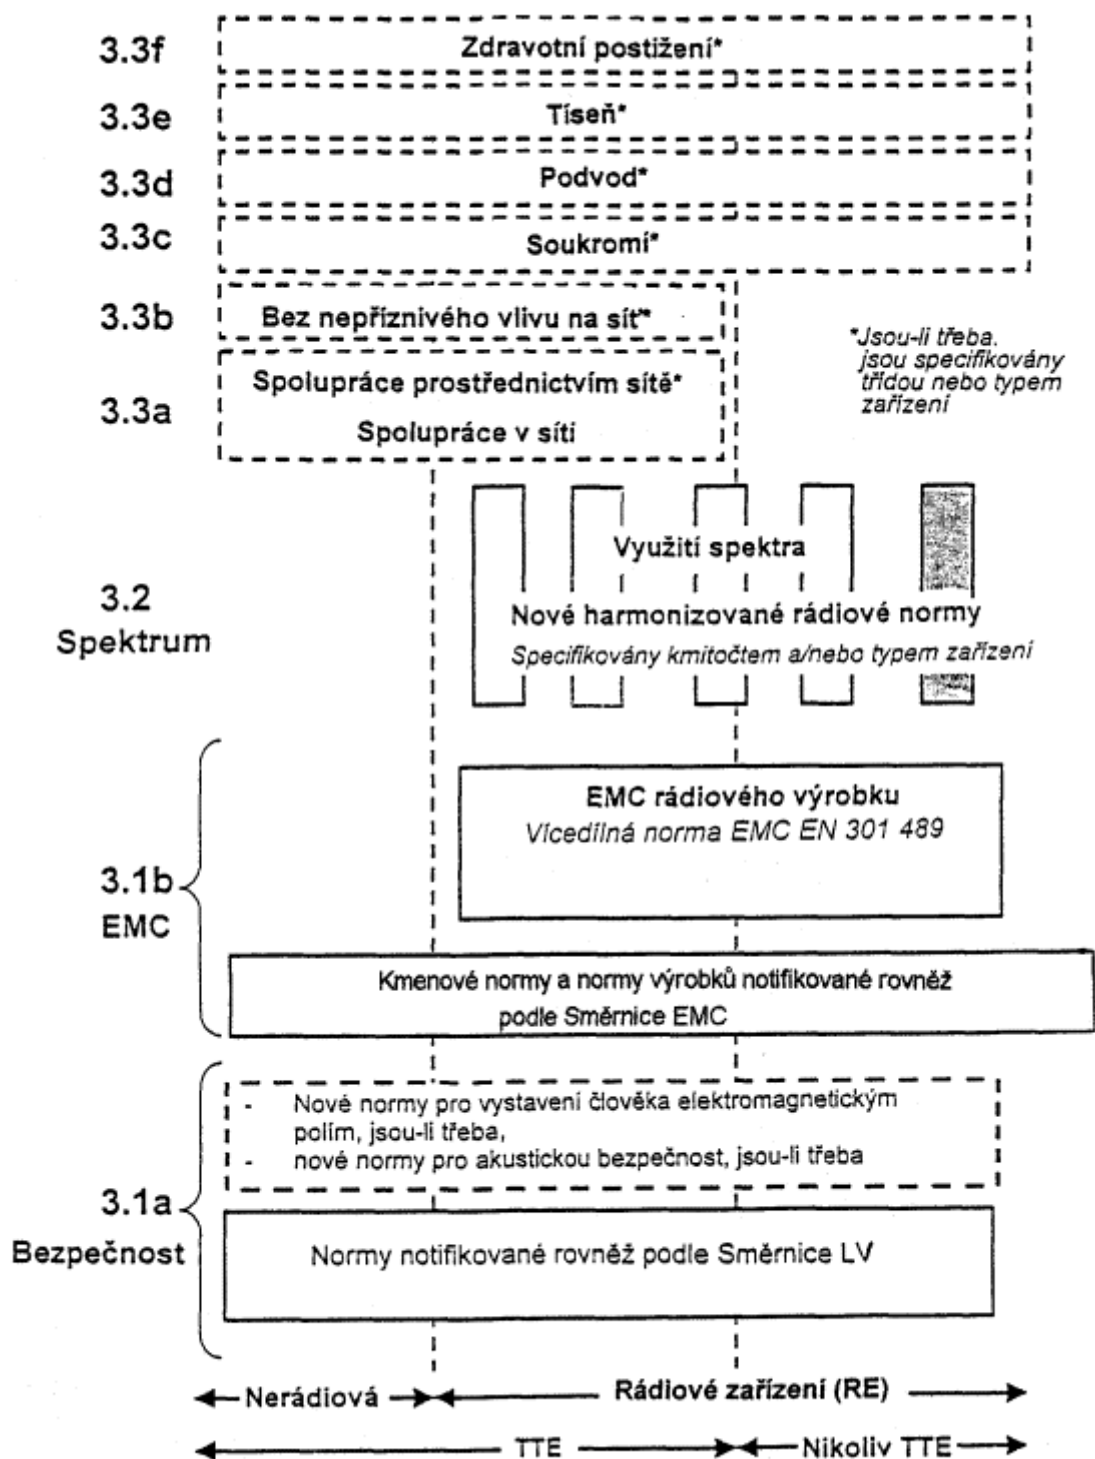 3.3f
Zdravotní postižení*
3.3e
Tíseň*
3.3d
Podvod*
3.3c
Soukromí*
3.3b
Bez nepříznivého vlivu na síť*
3.3a
Spolupráce prostřednictvím sítě*
Spolupráce v síti
*Jsou-li třeba.
jsou specifikovány
třídou nebo typem
zařízení
3.2
Spektrum
Využití spektra
Nové harmonizované rádiové normy
Specifikovány kmitočtem a/nebo typem zařízení
3.1b
EMC
EMC rádiového výrobku
Vícedílná norma EMC EN 301 489
Kmenové normy a normy výrobků notifikované rovněž
podle Směrnice EMC
3.1a
Bezpečnost
- Nové normy pro vystavení člověka elektromagnetickým
polím, jsou-li třeba,
- nové normy pro akustickou bezpečnost, jsou-li třeba
Normy notifikované rovněž podle Směrnice LV
Nerádiová
Rádiové zařízení (RE)
TTE
Nikoliv TTE